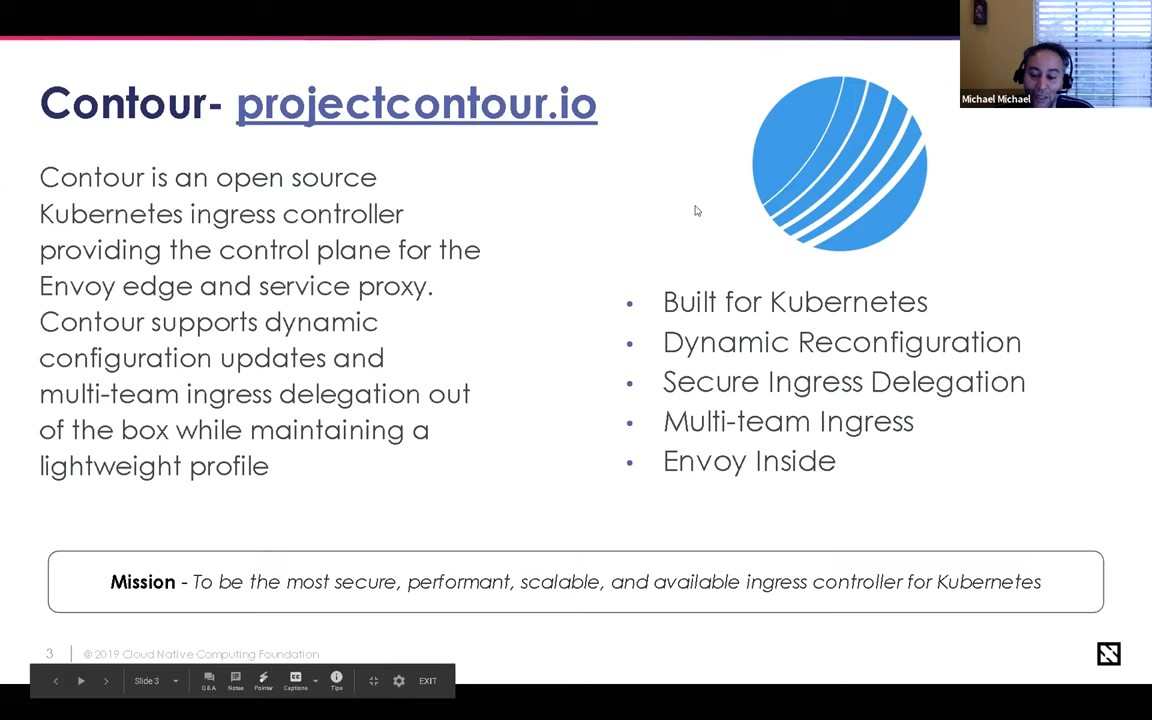 Contour- projectcontour.io
Michael Michael
Contour is an open source
Kubernetes ingress controller
providing the control plane for the
Envoy edge and service proxy.
Contour supports dynamic
configuration updates and
multi-team ingress delegation out
of the box while maintaining a
lightweight profile
• Built for Kubernetes
• Dynamic Reconfiguration
• Secure Ingress Delegation
• Multi-team Ingress
• Envoy Inside
Mission - To be the most secure, performant, scalable, and available ingress controller for Kubernetes
3 | © 2019 Cloud Native Computing Foundation
Slide 3 Q&A Notes Pointer Captions Tips EXIT